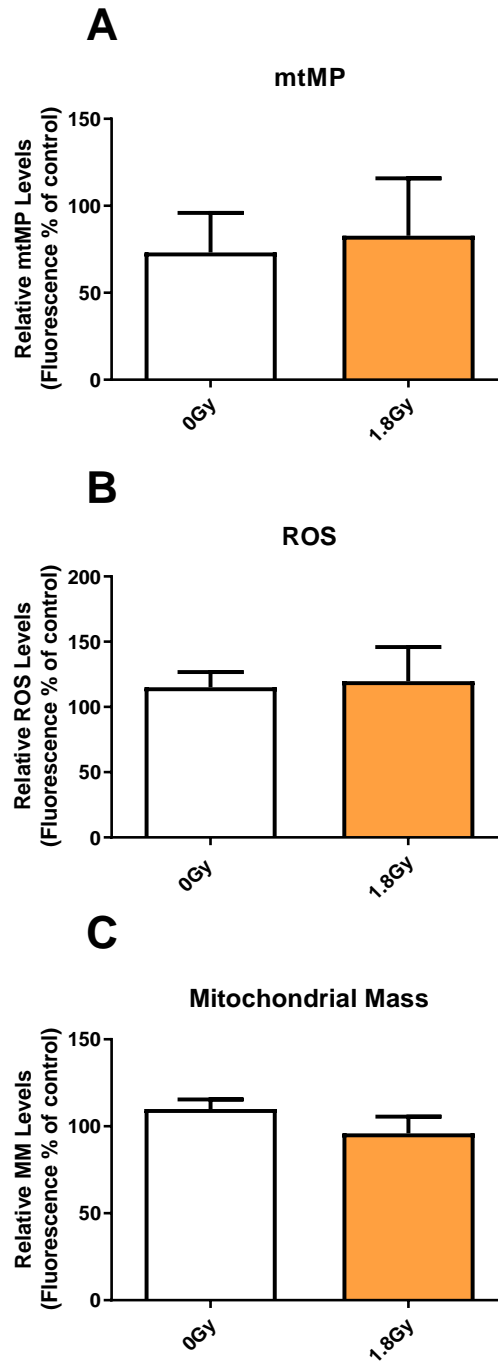 A
mtMP
Relative mtMP Levels
(Fluorescence % of control)
150
100
50
0
0Gy
1.8Gy
B
ROS
Relative ROS Levels
(Fluorescence % of control)
200
150
100
50
0
0Gy
1.8Gy
C
Mitochondrial Mass
Relative MM Levels
(Fluorescence % of control)
150
100
50
0
0Gy
1.8Gy